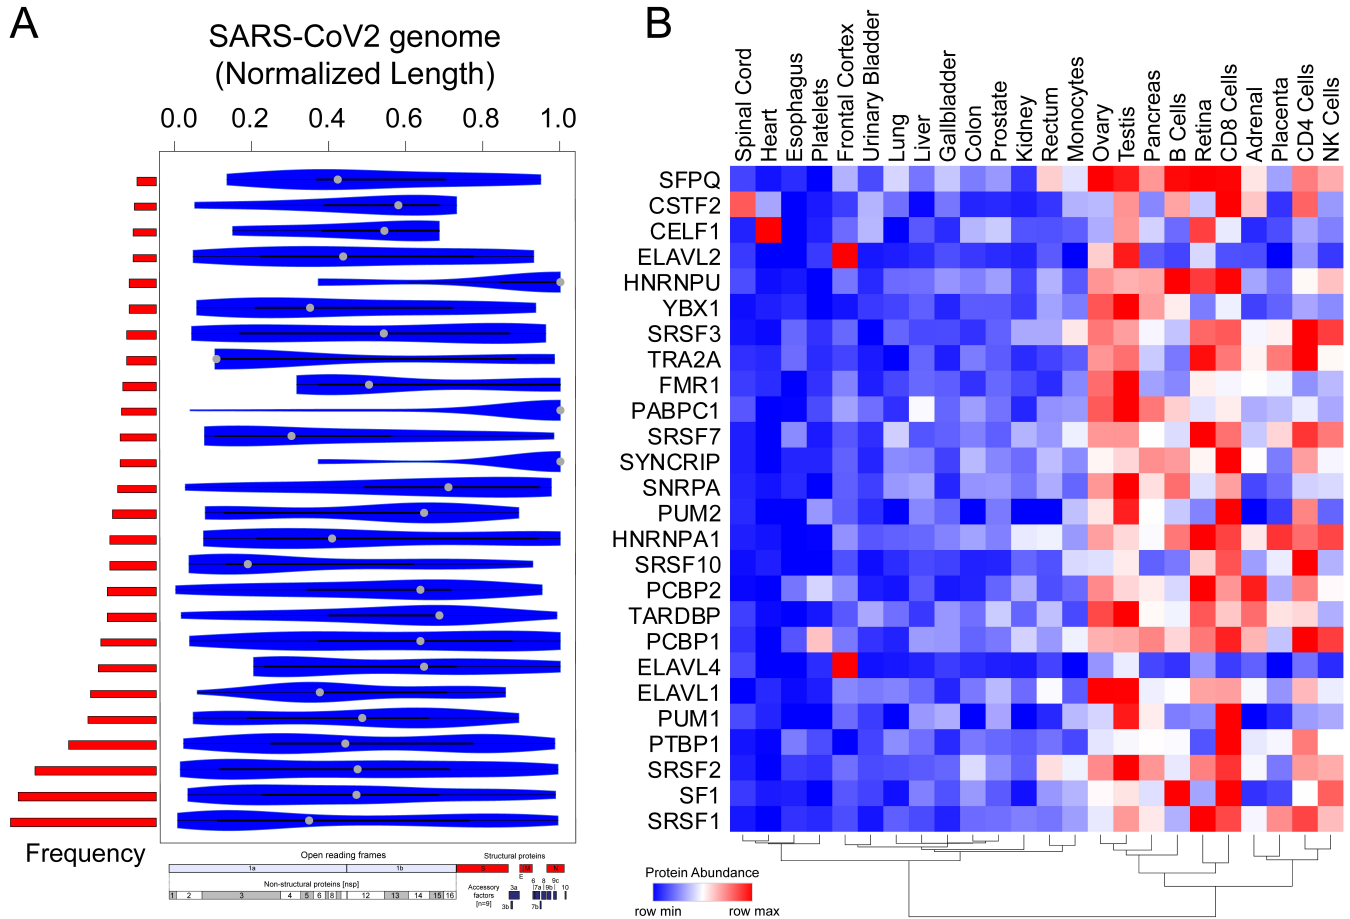 A
SARS-CoV2 genome
(Normalized Length)
0.0 0.2 0.4 0.6 0.8 1.0
Frequency
Open reading frames
Structural proteins
1a 1b
S M N
E
Non-structural proteins [nsp]
1 2 3 4 5 6 8 12 13 14 15 16
Accessory
factors
[n=9]
3a
3b
6 8 9c
7a 9b 10
7b
B
Spinal Cord
Heart
Esophagus
Platelets
Frontal Cortex
Urinary Bladder
Lung
Liver
Gallbladder
Colon
Prostate
Kidney
Rectum
Monocytes
Ovary
Testis
Pancreas
B Cells
Retina
CD8 Cells
Adrenal
Placenta
CD4 Cells
NK Cells
SFPQ
CSTF2
CELF1
ELAVL2
HNRNPU
YBX1
SRSF3
TRA2A
FMR1
PABPC1
SRSF7
SYNCRIP
SNRPA
PUM2
HNRNPA1
SRSF10
PCBP2
TARDBP
PCBP1
ELAVL4
ELAVL1
PUM1
PTBP1
SRSF2
SF1
SRSF1
Protein Abundance
row min row max